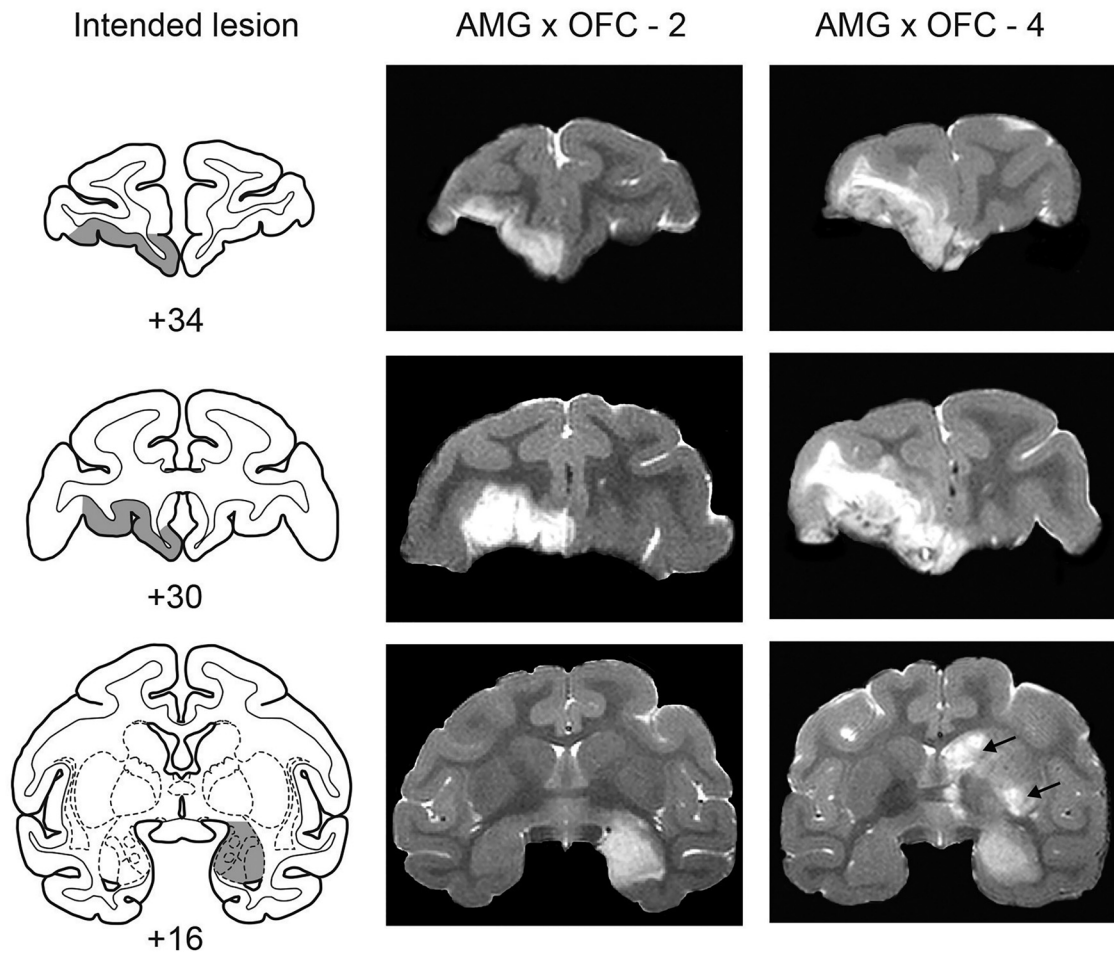 Intended lesion
AMG x OFC - 2
AMG x OFC - 4
+34
+30
+16